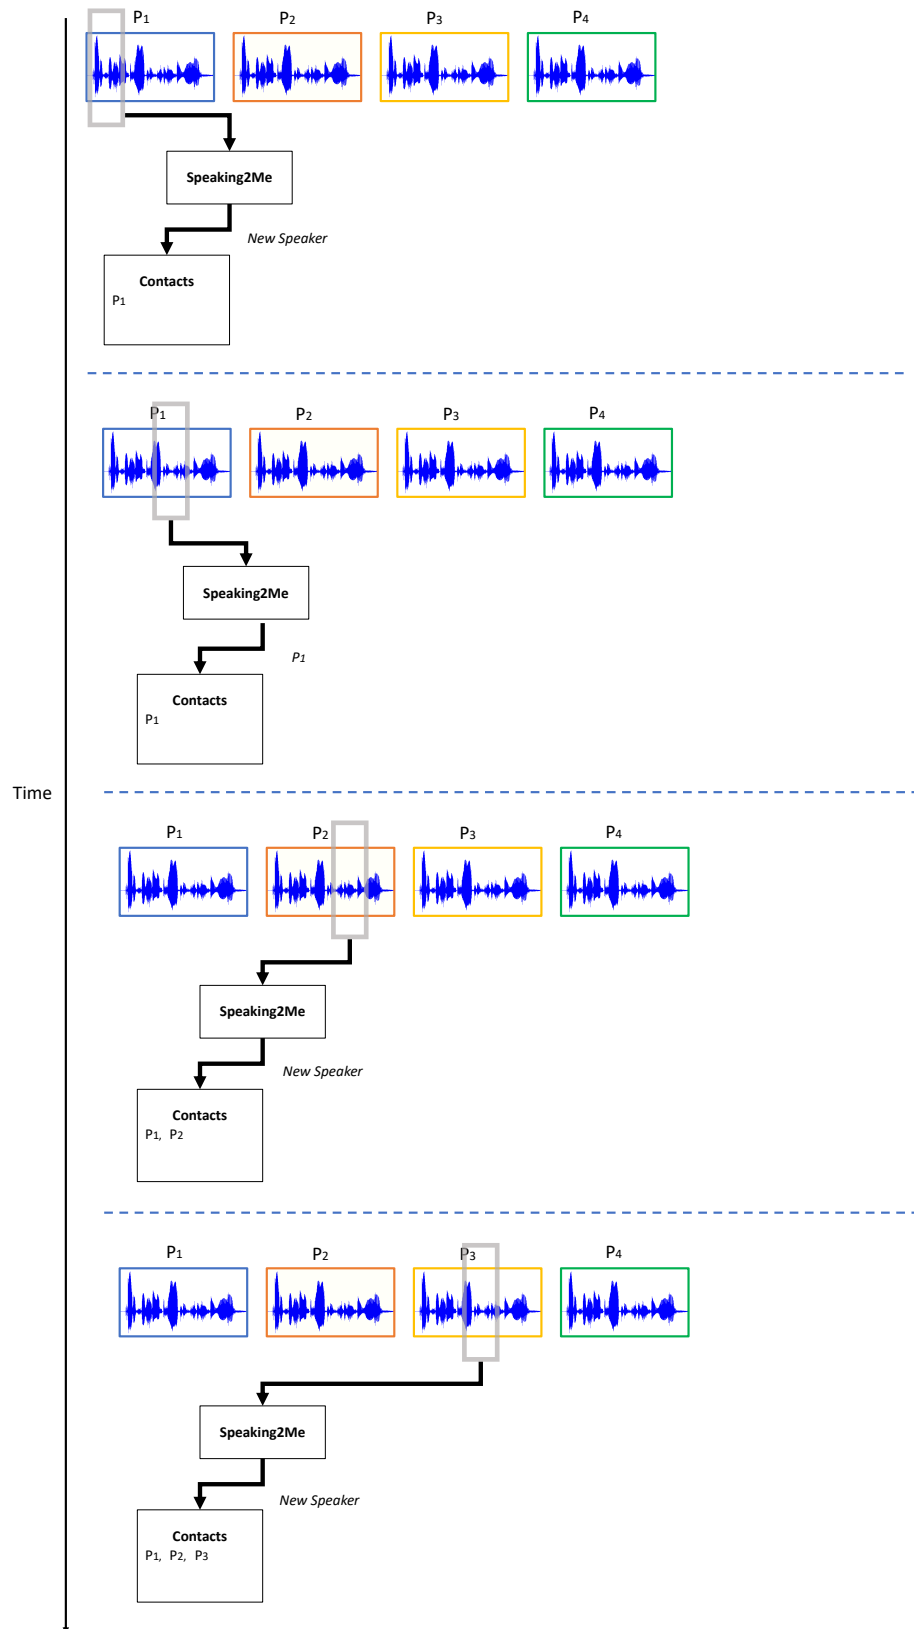 P1 P2 P3 P4
Speaking2Me
New Speaker
Contacts
P1
P1 P2 P3 P4
Speaking2Me
P1
Contacts
P1
Time
P1 P2 P3 P4
Speaking2Me
New Speaker
Contacts
P1, P2
P1 P2 P3 P4
Speaking2Me
New Speaker
Contacts
P1, P2, P3